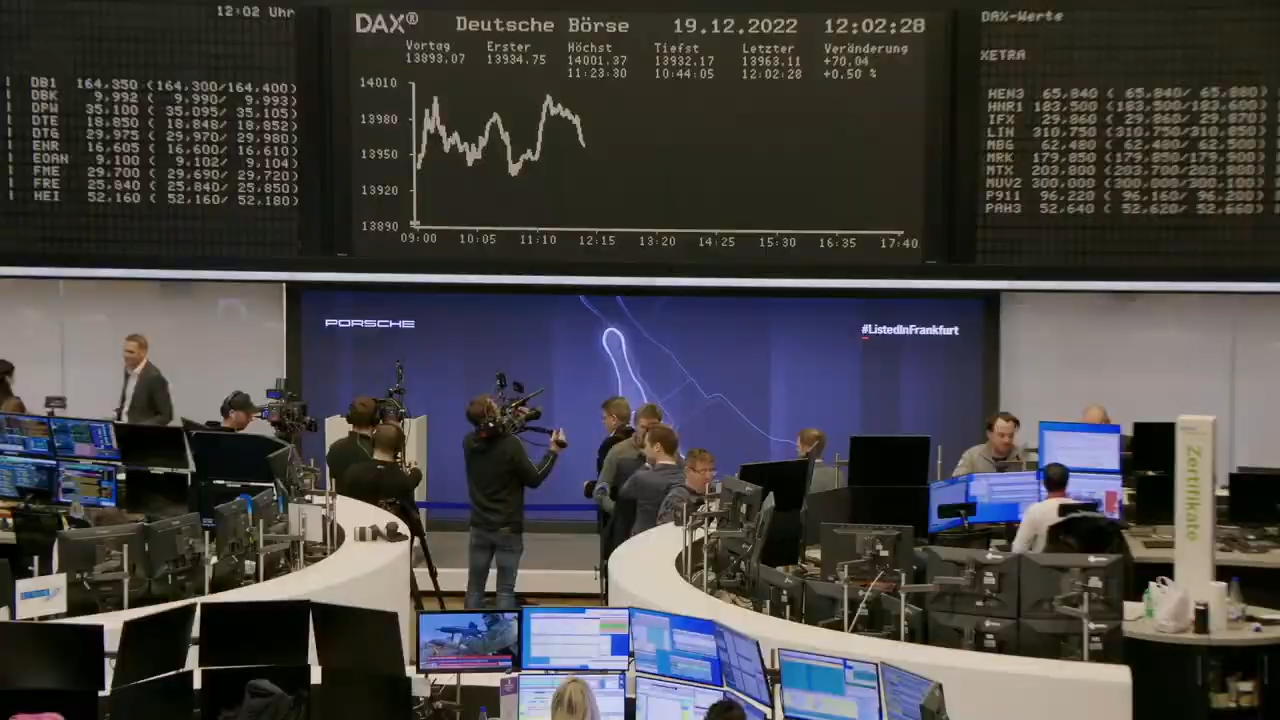 12:02 Uhr
DB1 164,350 (164,300/164,400)
DBK 9,992 ( 9,990/ 9,993)
DPW 35,100 ( 35,095/ 35,105)
DTE 18,850 ( 18,848/ 18,852)
DTG 29,975 ( 29,970/ 29,980)
EHR 16,605 ( 16,600/ 16,610)
EOAN 9,100 ( 9,102/ 9,104)
FME 29,700 ( 29,690/ 29,720)
FRE 25,840 ( 25,840/ 25,850)
HEI 52,160 ( 52,160/ 52,180)
DAX® Deutsche Börse 19.12.2022 12:02:28
Vortag Erster Höchst Tiefst Letzter Veränderung
13893.07 13934.75 14001.37 13932.17 13963.11 +70.04
11:23:30 10:44:05 12:02:28 +0.50 %
14010
13980
13950
13920
13890
09:00 10:05 11:10 12:15 13:20 14:25 15:30 16:35 17:40
DAX-Werte
XETRA
HEN3 65,840 ( 65,840/ 65,880)
HNR1 183,500 (183,500/183,600)
IFX 29,860 ( 29,860/ 29,870)
LIN 310,750 (310,750/310,850)
MBG 62,480 ( 62,480/ 62,500)
MRK 179,850 (179,850/179,900)
MTX 203,800 (203,700/203,800)
MUV2 300,000 (300,000/300,100)
P911 96,220 ( 96,160/ 96,200)
PAH3 52,640 ( 52,620/ 52,660)
PORSCHE
#ListedInFrankfurt
Zertifikate